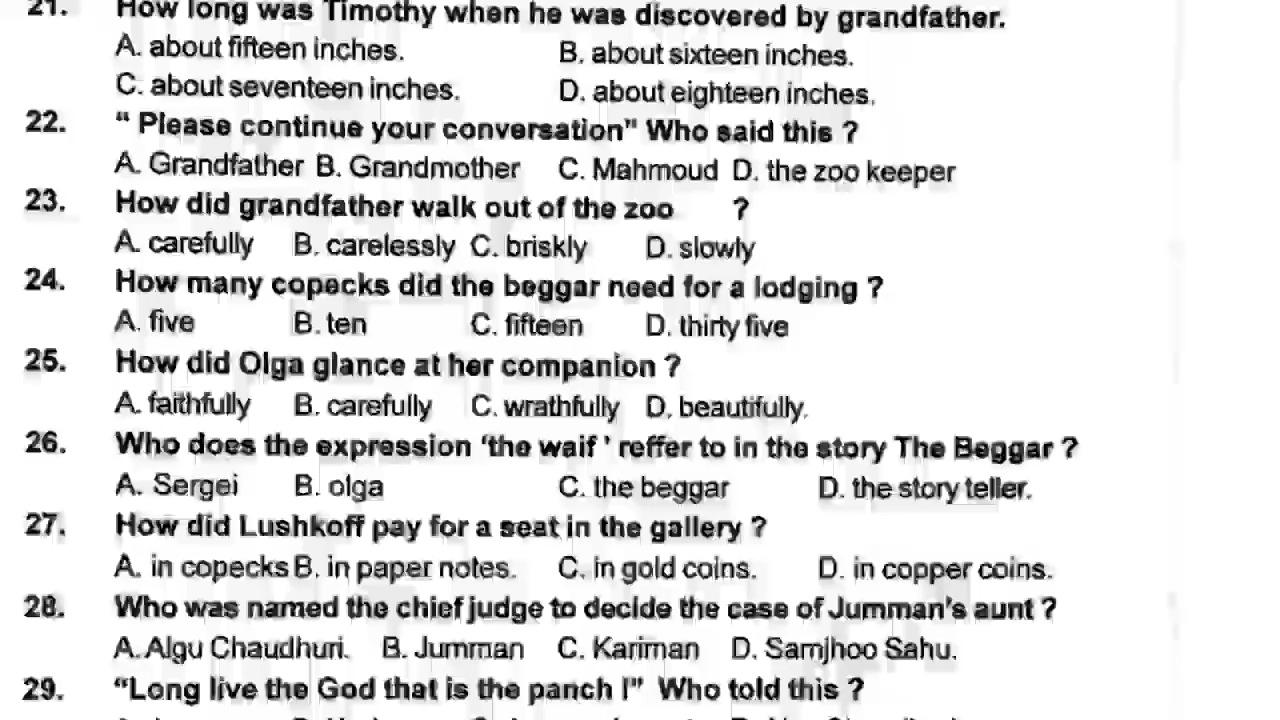 21. How long was Timothy when he was discovered by grandfather.
A. about fifteen inches. B. about sixteen inches.
C. about seventeen inches. D. about eighteen inches.
22. “ Please continue your conversation" Who said this ?
A. Grandfather B. Grandmother C. Mahmoud D. the zoo keeper
23. How did grandfather walk out of the zoo ?
A. carefully B. carelessly C. briskly D. slowly
24. How many copecks did the beggar need for a lodging ?
A. five B. ten C. fifteen D. thirty five
25. How did Olga glance at her companion ?
A. faithfully B. carefully C. wrathfully D. beautifully.
26. Who does the expression ‘the waif ’ reffer to in the story The Beggar ?
A. Sergei B. olga C. the beggar D. the story teller.
27. How did Lushkoff pay for a seat in the gallery ?
A. in copecks B. in paper notes. C. in gold coins. D. in copper coins.
28. Who was named the chief judge to decide the case of Jumman's aunt ?
A. Algu Chaudhuri. B. Jumman C. Kariman D. Samjhoo Sahu.
29. “Long live the God that is the panch !” Who told this ?